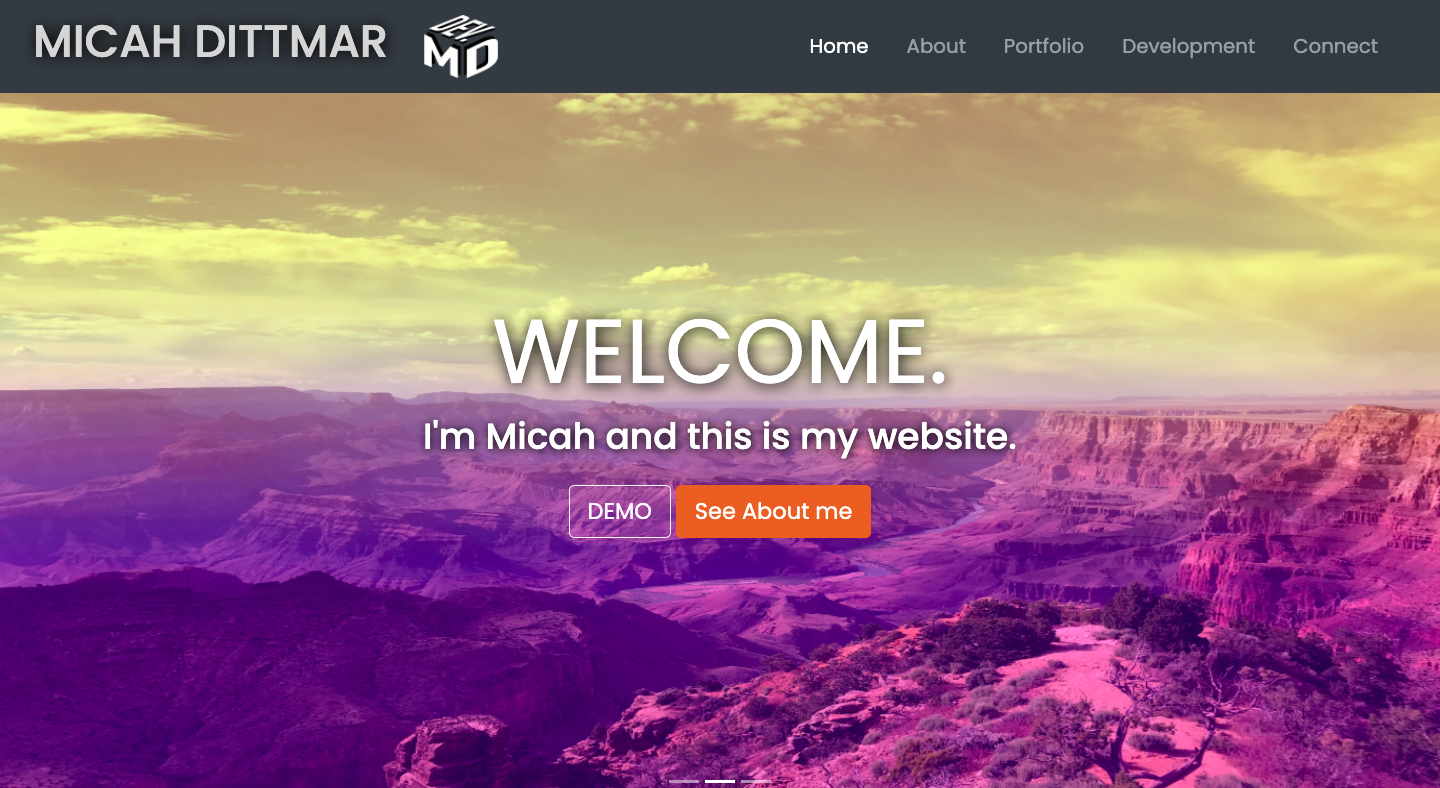 MICAH DITTMAR
DEV.
MD
Home
About
Portfolio
Development
Connect
WELCOME.
I'm Micah and this is my website.
DEMO
See About me